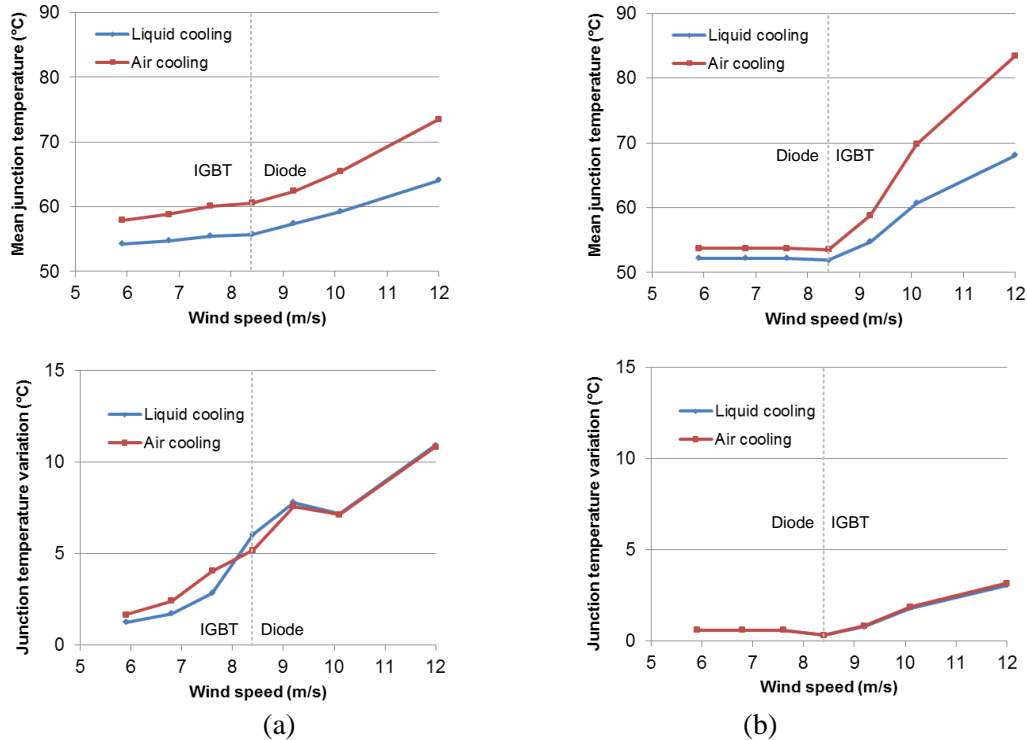 90
Liquid cooling
Air cooling
80
70
IGBT Diode
60
50
5 6 7 8 9 10 11 12
Mean junction temperature (°C)
Wind speed (m/s)
90
Liquid cooling
Air cooling
80
70
Diode IGBT
60
50
5 6 7 8 9 10 11 12
Mean junction temperature (°C)
Wind speed (m/s)
15
Liquid cooling
Air cooling
10
5
IGBT Diode
0
5 6 7 8 9 10 11 12
Junction temperature variation (°C)
Wind speed (m/s)
(a)
15
Liquid cooling
Air cooling
10
Diode IGBT
5
0
5 6 7 8 9 10 11 12
Junction temperature variation (°C)
Wind speed (m/s)
(b)